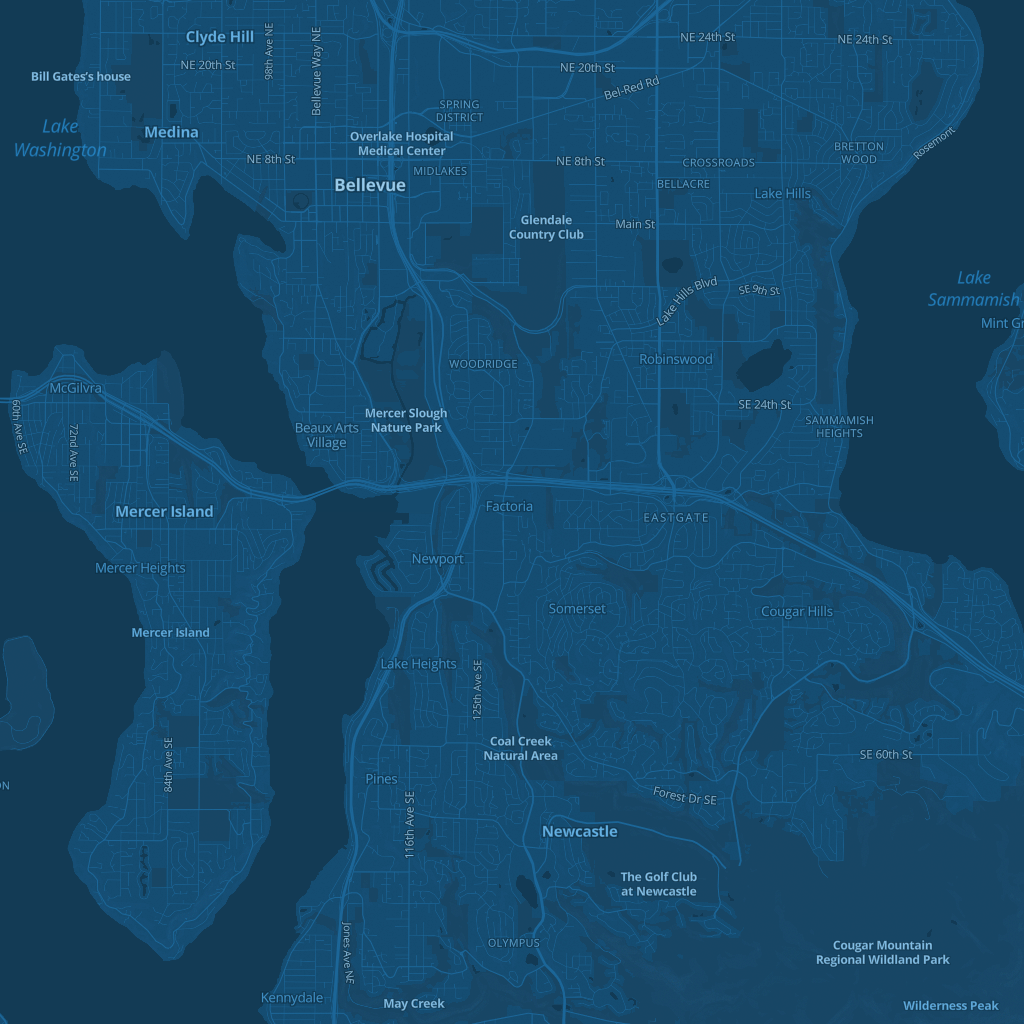 Clyde Hill
98th Ave NE
Bellevue Way NE
NE 24th St
NE 24th St
NE 20th St
NE 20th St
Bill Gates's house
Bel-Red Rd
SPRING
DISTRICT
Lake
Washington
Medina
Overlake Hospital
Medical Center
BRETTON
WOOD
Rosemont
NE 8th St
NE 8th St
CROSSROADS
MIDLAKES
Bellevue
BELLACRE
Lake Hills
Glendale
Country Club
Main St
Lake
Sammamish
Lake Hills Blvd
SE 9th St
Mint Gr
WOODRIDGE
Robinswood
McGilvra
60th Ave SE
72nd Ave SE
SE 24th St
Mercer Slough
Nature Park
Beaux Arts
Village
SAMMAMISH
HEIGHTS
Mercer Island
Factoria
EASTGATE
Newport
Mercer Heights
Somerset
Cougar Hills
Mercer Island
Lake Heights
125th Ave SE
84th Ave SE
Coal Creek
Natural Area
SE 60th St
ON
Pines
116th Ave SE
Forest Dr SE
Newcastle
The Golf Club
at Newcastle
Jones Ave NE
OLYMPUS
Cougar Mountain
Regional Wildland Park
Kennydale
May Creek
Wilderness Peak